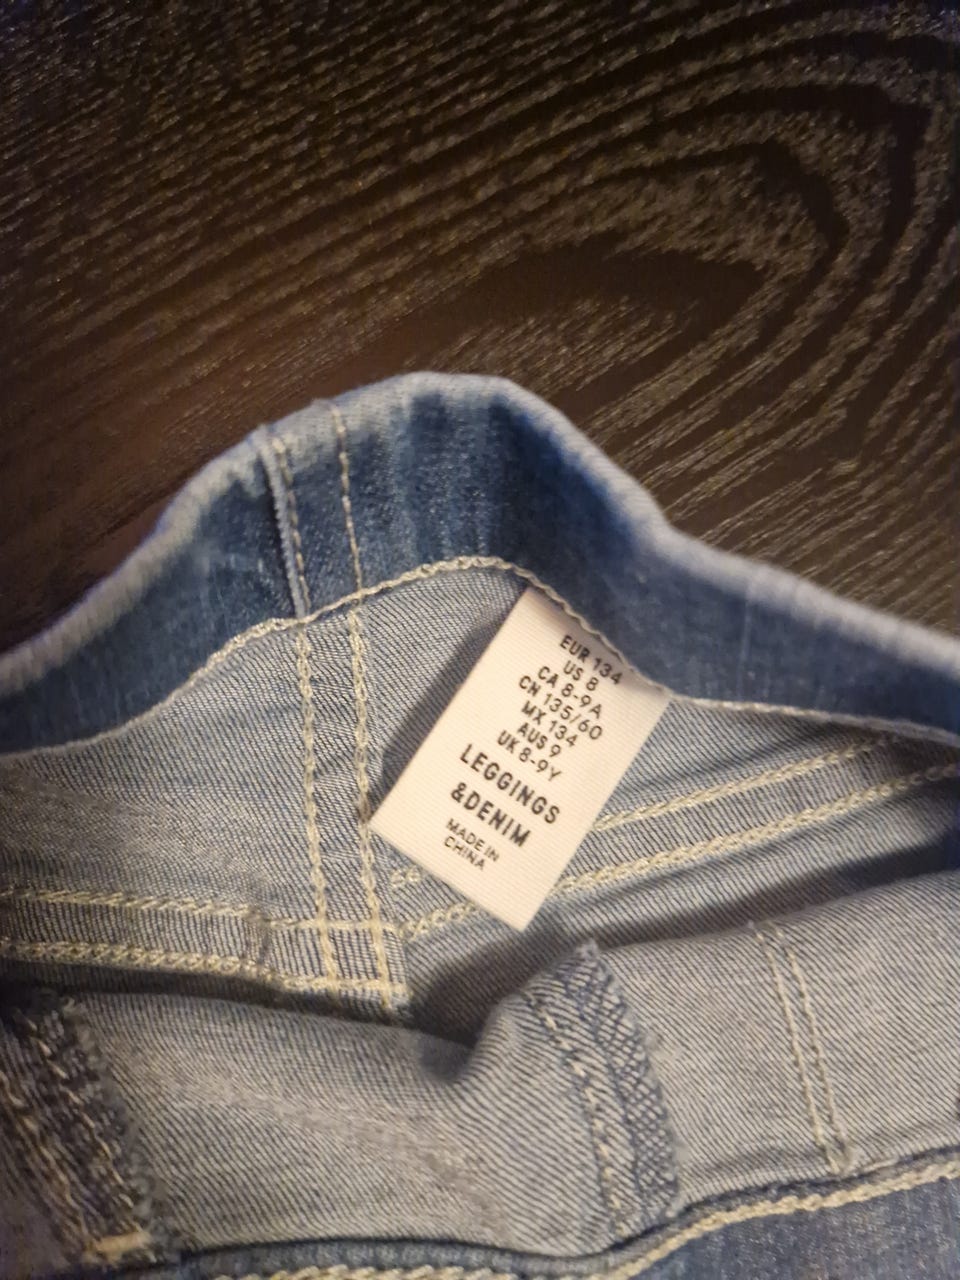 EUR 134
US 8
CA 8-9A
CN 135/60
MX 134
AUS 9
UK 8-9Y
LEGGINGS
&DENIM
MADE IN
CHINA